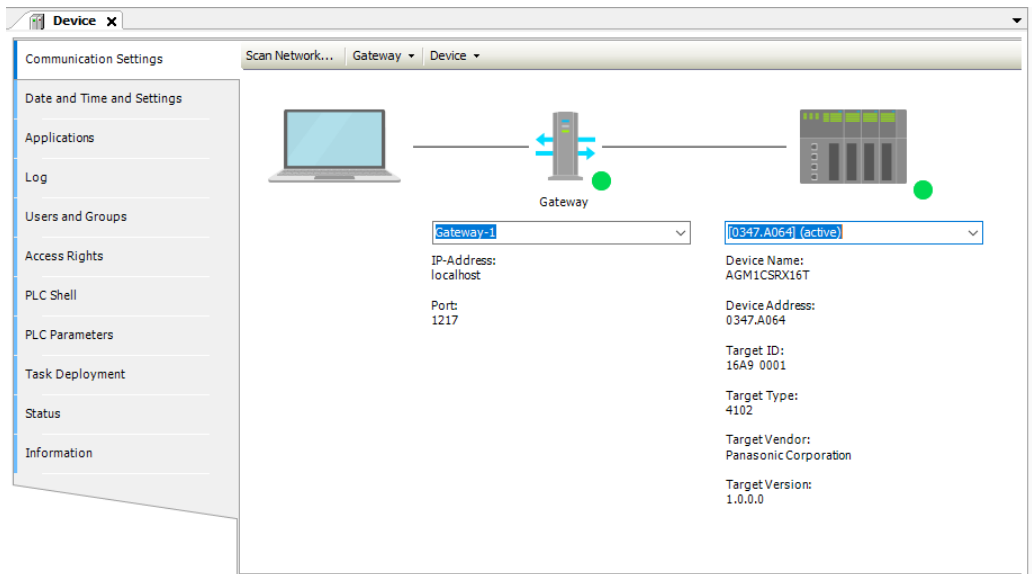 Device
Communication Settings
Date and Time and Settings
Applications
Log
Users and Groups
Access Rights
PLC Shell
PLC Parameters
Task Deployment
Status
Information
Scan Network... Gateway Device
Gateway
Gateway-1
IP-Address:
localhost
Port:
1217
[0347.A064] (active)
Device Name:
AGM1CSRX16T
Device Address:
0347.A064
Target ID:
16A9 0001
Target Type:
4102
Target Vendor:
Panasonic Corporation
Target Version:
1.0.0.0